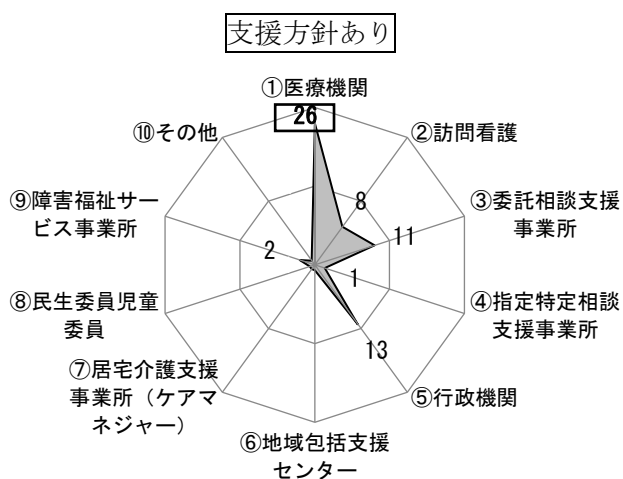 支援方針あり
①医療機関
26
⑩その他
②訪問看護
8
⑨障害福祉サー
ビス事業所
③委託相談支援
事業所
11
2
1
⑧民生委員児童
委員
④指定特定相談
支援事業所
13
⑦居宅介護支援
事業所（ケアマ
ネジャー）
⑤行政機関
⑥地域包括支援
センター